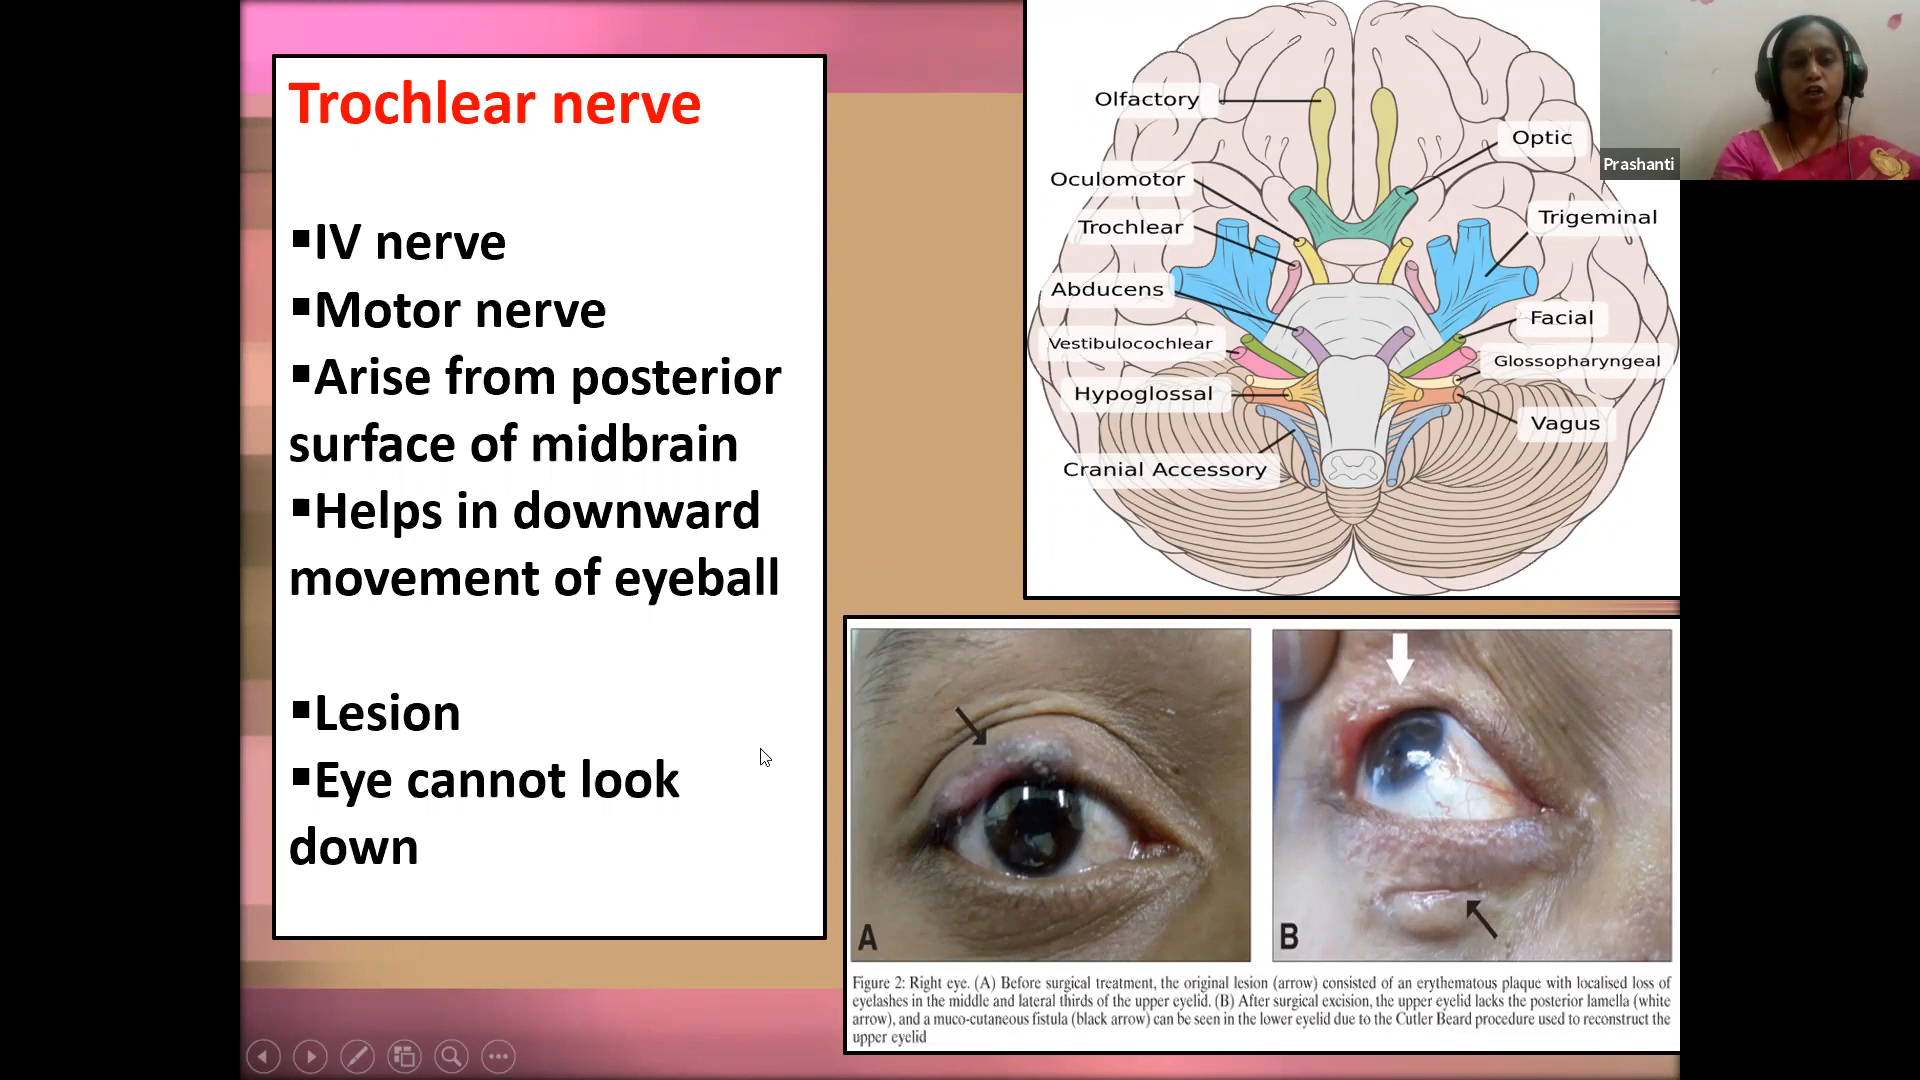 Trochlear nerve
▪IV nerve
▪Motor nerve
▪Arise from posterior
surface of midbrain
▪Helps in downward
movement of eyeball
▪Lesion
▪Eye cannot look
down
Olfactory
Optic
Oculomotor
Trigeminal
Trochlear
Abducens
Facial
Vestibulocochlear
Glossopharyngeal
Hypoglossal
Vagus
Cranial Accessory
Prashanti
A
B
Figure 2: Right eye. (A) Before surgical treatment, the original lesion (arrow) consisted of an erythematous plaque with localised loss of
eyelashes in the middle and lateral thirds of the upper eyelid. (B) After surgical excision, the upper eyelid lacks the posterior lamella (white
arrow), and a muco-cutaneous fistula (black arrow) can be seen in the lower eyelid due to the Cutler Beard procedure used to reconstruct the
upper eyelid